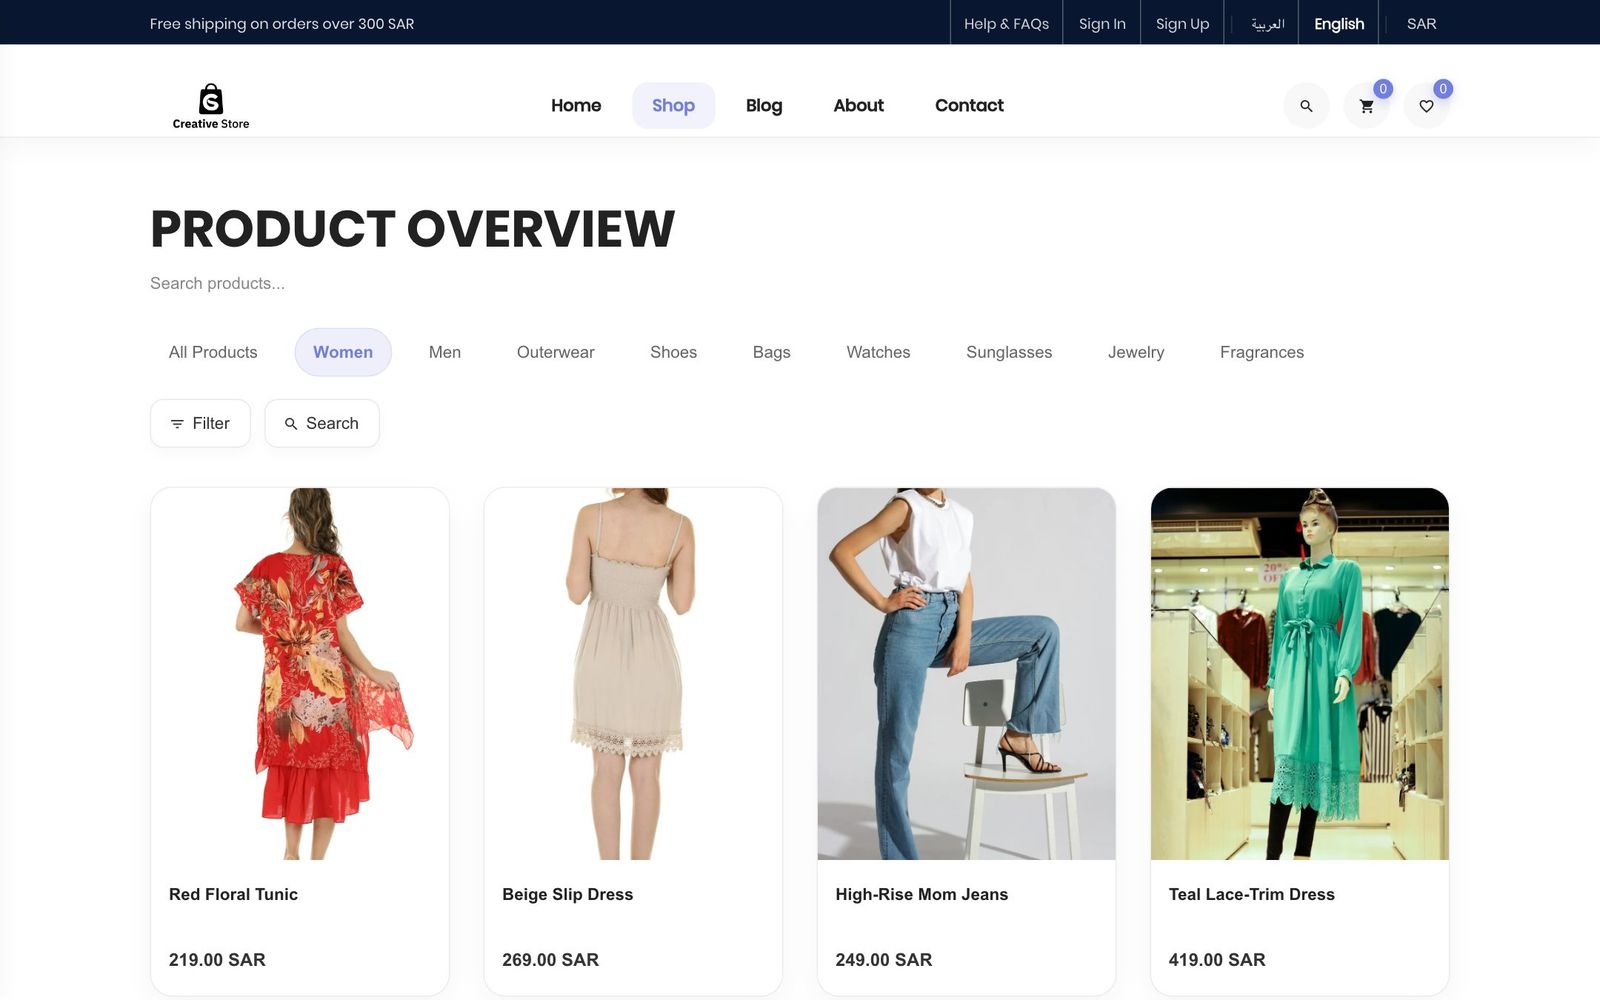 Free shipping on orders over 300 SAR
Help & FAQs
Sign In
Sign Up
العربية
English
SAR
Creative Store
Home
Shop
Blog
About
Contact
0
0
PRODUCT OVERVIEW
Search products...
All Products
Women
Men
Outerwear
Shoes
Bags
Watches
Sunglasses
Jewelry
Fragrances
Filter
Search
20%
OFF
Red Floral Tunic
Beige Slip Dress
High-Rise Mom Jeans
Teal Lace-Trim Dress
219.00 SAR
269.00 SAR
249.00 SAR
419.00 SAR